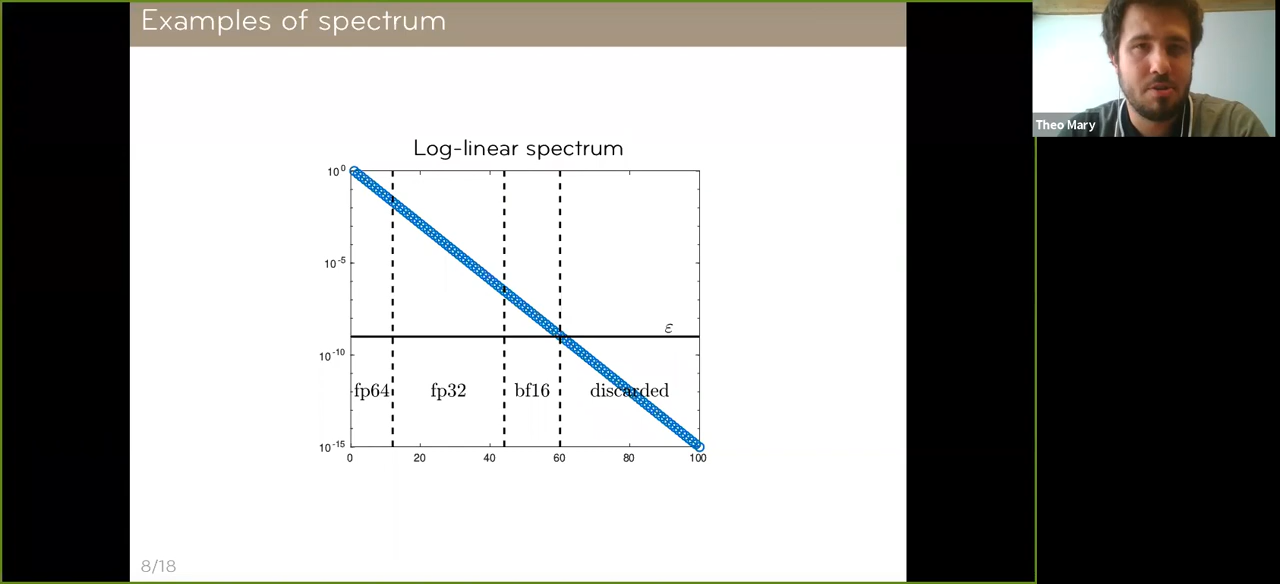 Examples of spectrum
Theo Mary
Log-linear spectrum
10^0
10^-5
ε
10^-10
fp64 fp32 bf16 discarded
10^-15
0 20 40 60 80 100
8/18